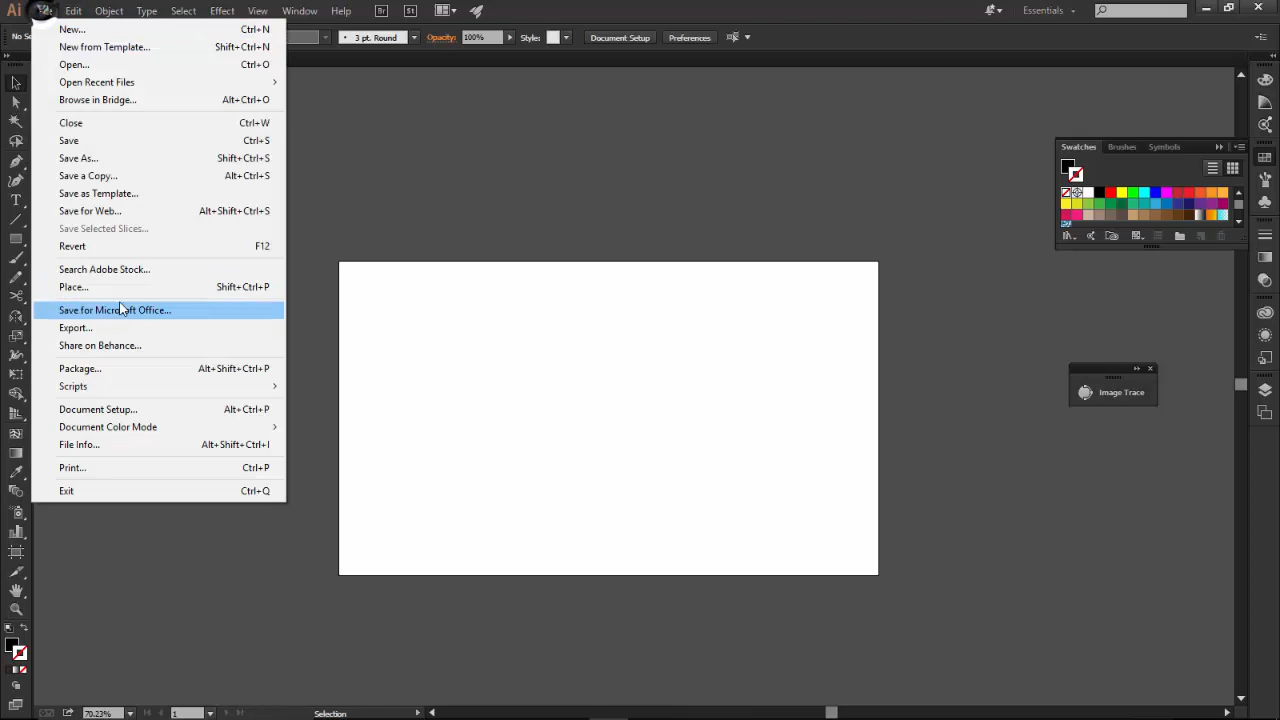 Ai File Edit Object Type Select Effect View Window Help Br St Essentials
3 pt. Round Opacity: 100% Style: Document Setup Preferences
New... Ctrl+N
New from Template... Shift+Ctrl+N
Open... Ctrl+O
Open Recent Files
Browse in Bridge... Alt+Ctrl+O
Close Ctrl+W
Save Ctrl+S
Save As... Shift+Ctrl+S
Save a Copy... Alt+Ctrl+S
Save as Template...
Save for Web... Alt+Shift+Ctrl+S
Save Selected Slices...
Revert F12
Search Adobe Stock...
Place... Shift+Ctrl+P
Save for Microsoft Office...
Export...
Share on Behance...
Package... Alt+Shift+Ctrl+P
Scripts
Document Setup... Alt+Ctrl+P
Document Color Mode
File Info... Alt+Shift+Ctrl+I
Print... Ctrl+P
Exit Ctrl+Q
Swatches Brushes Symbols
Image Trace
70.23% 1 Selection